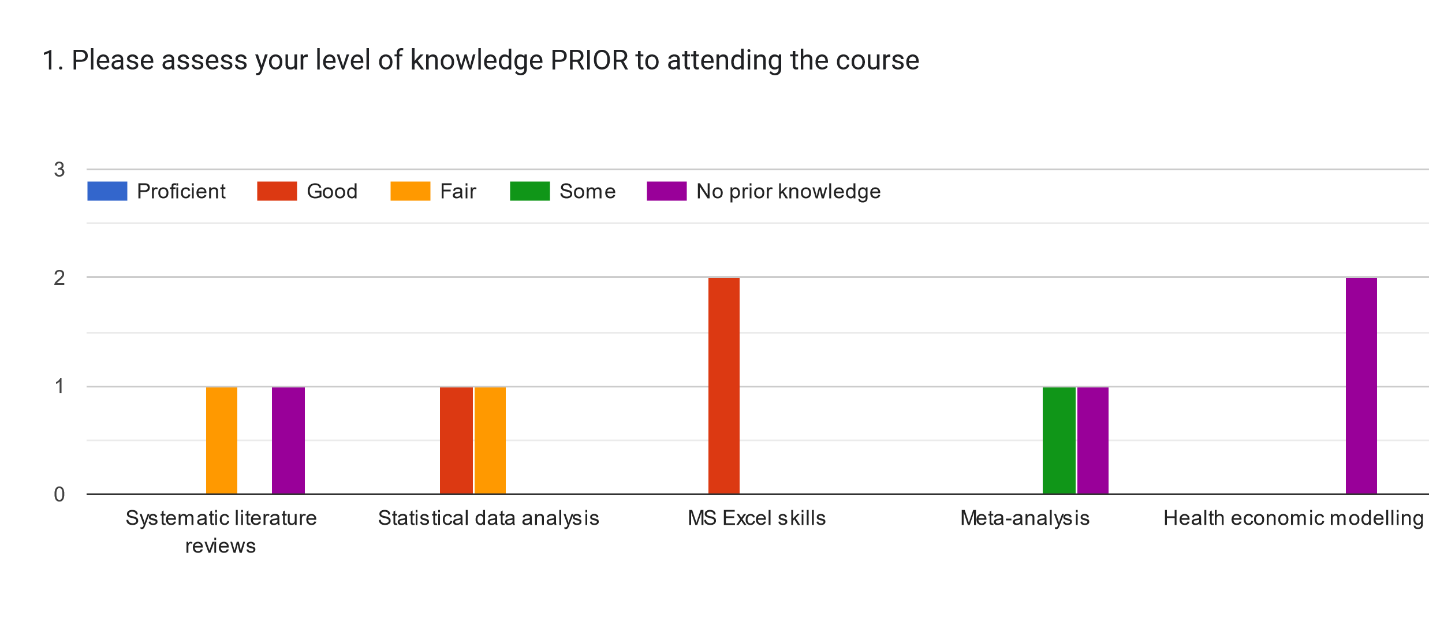 1. Please assess your level of knowledge PRIOR to attending the course
3
Proficient Good Fair Some No prior knowledge
2
1
0
Systematic literature reviews Statistical data analysis MS Excel skills Meta-analysis Health economic modelling